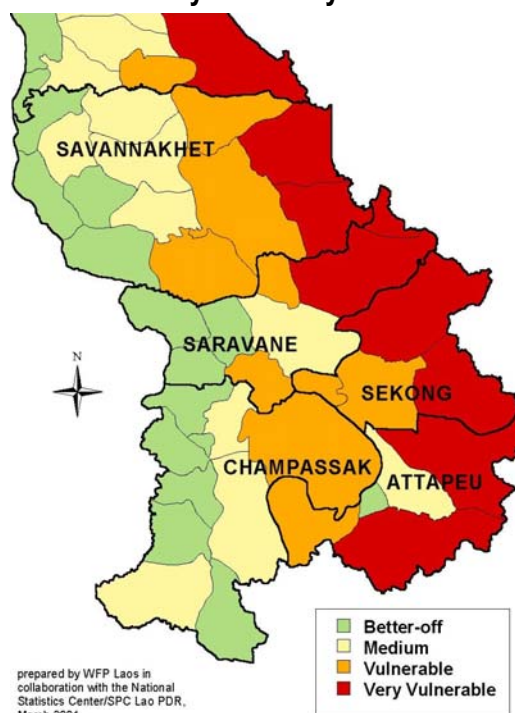 SAVANNAKHET
SARAVANE
N
SEKONG
CHAMPASSAK
ATTAPEU
Better-off
Medium
Vulnerable
Very Vulnerable
prepared by WFP Laos in
collaboration with the National
Statistics Center/SPC Lao PDR,